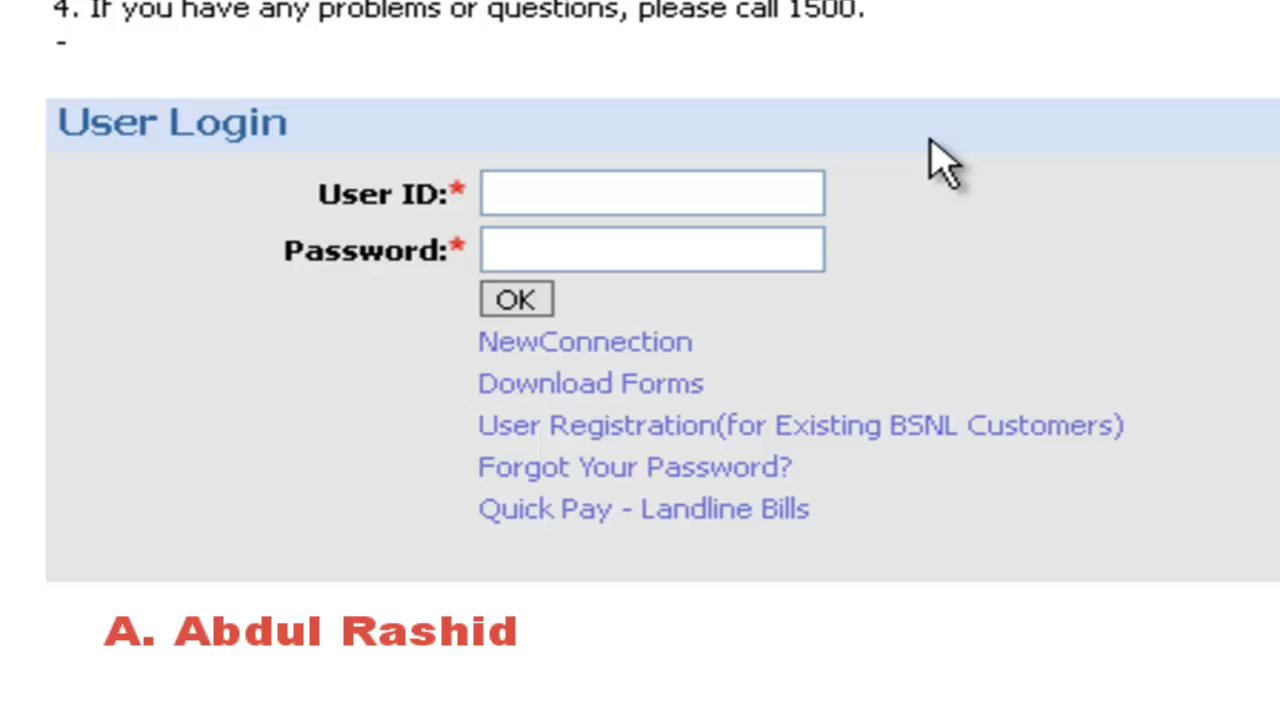 4. If you have any problems or questions, please call 1500.
-
User Login
User ID:*
Password:*
OK
NewConnection
Download Forms
User Registration(for Existing BSNL Customers)
Forgot Your Password?
Quick Pay - Landline Bills
A. Abdul Rashid